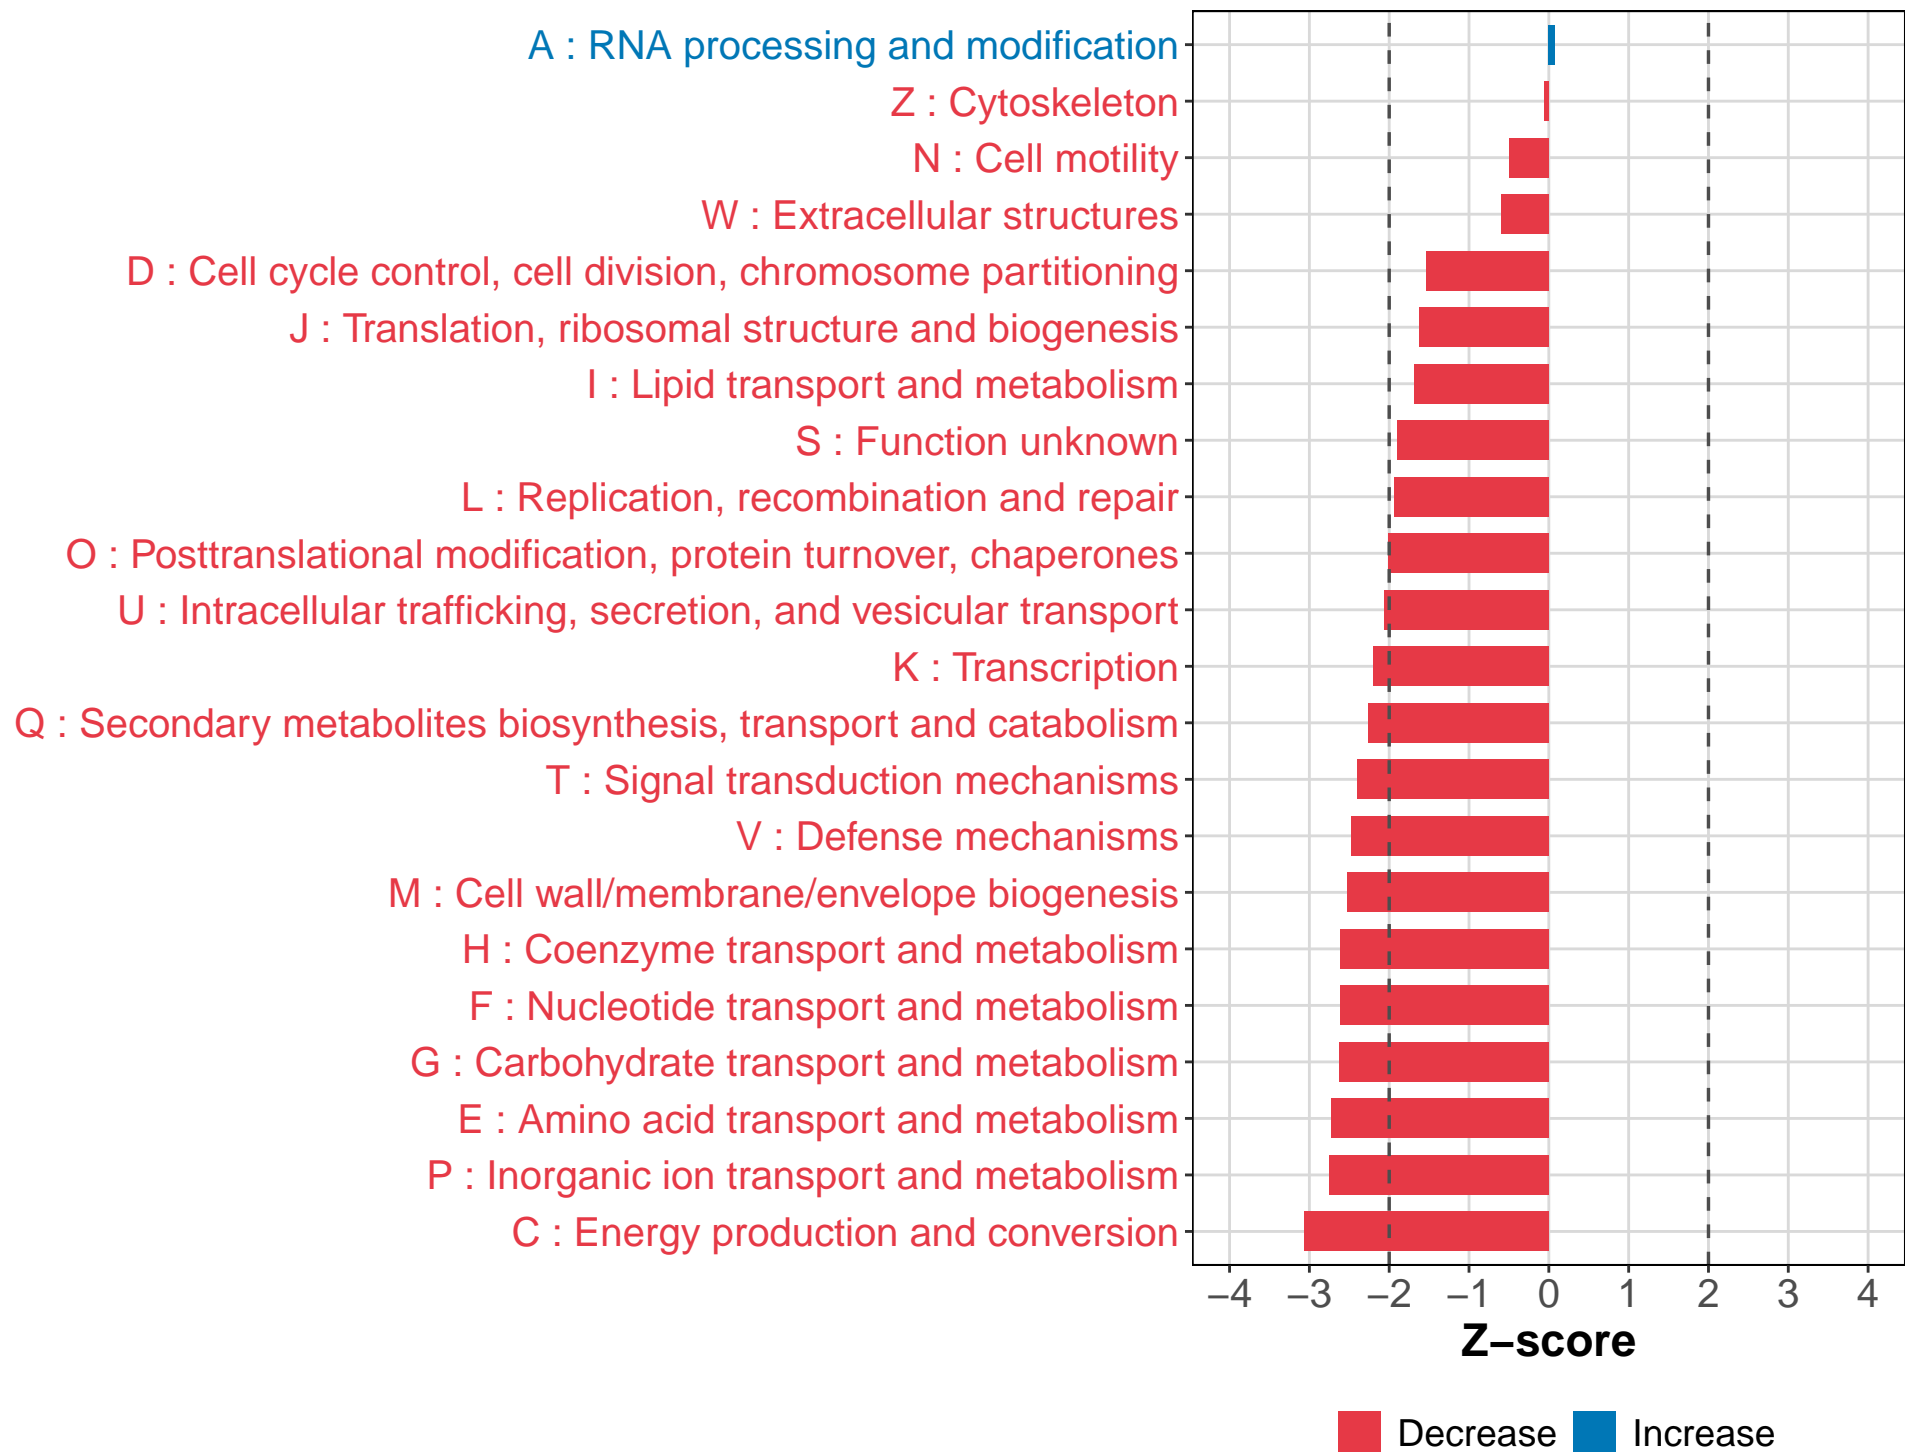 A : RNA processing and modification
Z : Cytoskeleton
N : Cell motility
W : Extracellular structures
D : Cell cycle control, cell division, chromosome partitioning
J : Translation, ribosomal structure and biogenesis
I : Lipid transport and metabolism
S : Function unknown
L : Replication, recombination and repair
O : Posttranslational modification, protein turnover, chaperones
U : Intracellular trafficking, secretion, and vesicular transport
K : Transcription
Q : Secondary metabolites biosynthesis, transport and catabolism
T : Signal transduction mechanisms
V : Defense mechanisms
M : Cell wall/membrane/envelope biogenesis
H : Coenzyme transport and metabolism
F : Nucleotide transport and metabolism
G : Carbohydrate transport and metabolism
E : Amino acid transport and metabolism
P : Inorganic ion transport and metabolism
C : Energy production and conversion
−4 −3 −2 −1 0 1 2 3 4
Z−score
Decrease Increase